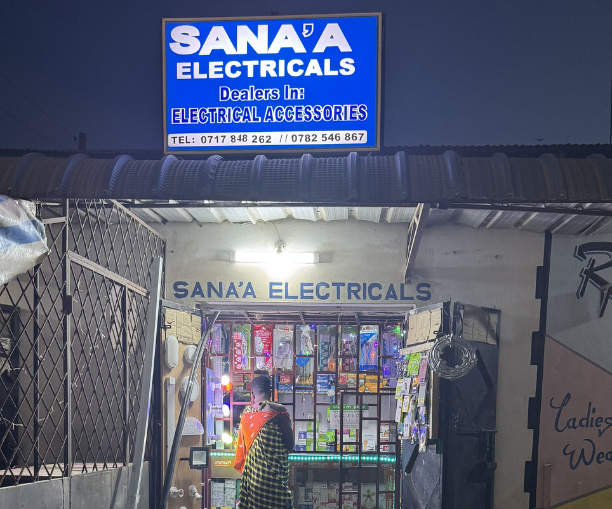 SANA'A
ELECTRICALS
Dealers In:
ELECTRICAL ACCESSORIES
TEL: 0717 848 262 // 0782 546 867
SANA'A ELECTRICALS
Ladies